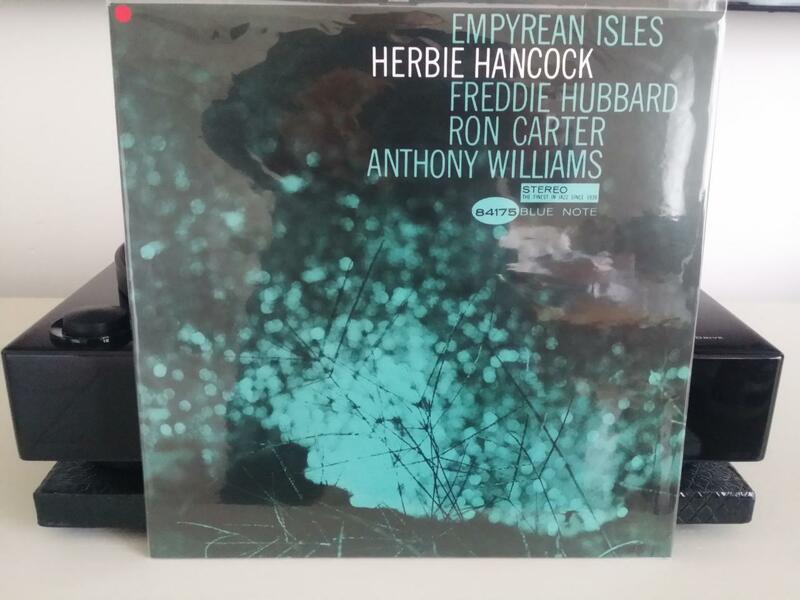 EMPYREAN ISLES
HERBIE HANCOCK
FREDDIE HUBBARD
RON CARTER
ANTHONY WILLIAMS
STEREO
THE FINEST IN JAZZ SINCE 1939
84175 BLUE NOTE
DRIVE